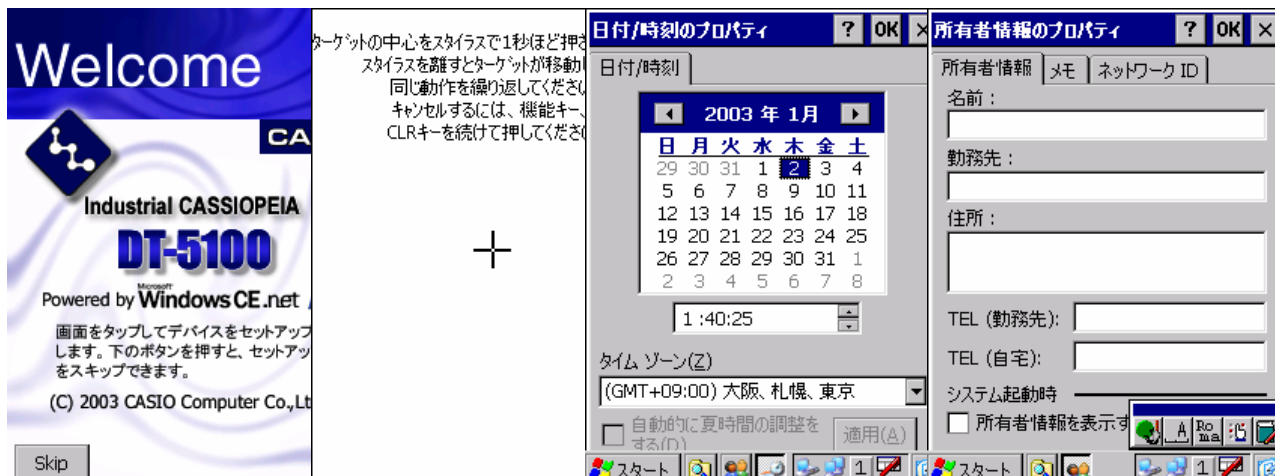 Welcome
CA
Industrial CASSIOPEIA
DT-5100
Powered by Microsoft Windows CE.net
画面をタップしてデバイスをセットアップ
します。下のボタンを押すと、セットアッ
をスキップできます。
(C) 2003 CASIO Computer Co.,Lt
Skip
ターゲットの中心をスタイラスで1秒ほど押さ
スタイラスを離すとターゲットが移動
同じ動作を繰り返してくださ
キャンセルするには、機能キー、
CLRキーを続けて押してくださ
日付/時刻のプロパティ ? OK ×
日付/時刻
2003 年 1月
日 月 火 水 木 金 土
29 30 31 1 2 3 4
5 6 7 8 9 10 11
12 13 14 15 16 17 18
19 20 21 22 23 24 25
26 27 28 29 30 31 1
2 3 4 5 6 7 8
1 :40:25
タイム ゾーン(Z)
(GMT+09:00) 大阪、札幌、東京
自動的に夏時間の調整を
する(D)
適用(A)
スタート 1
所有者情報のプロパティ ? OK ×
所有者情報 メモ ネットワーク ID
名前：
勤務先：
住所：
TEL (勤務先):
TEL (自宅):
システム起動時
所有者情報を表示す
A Roma
スタート 1